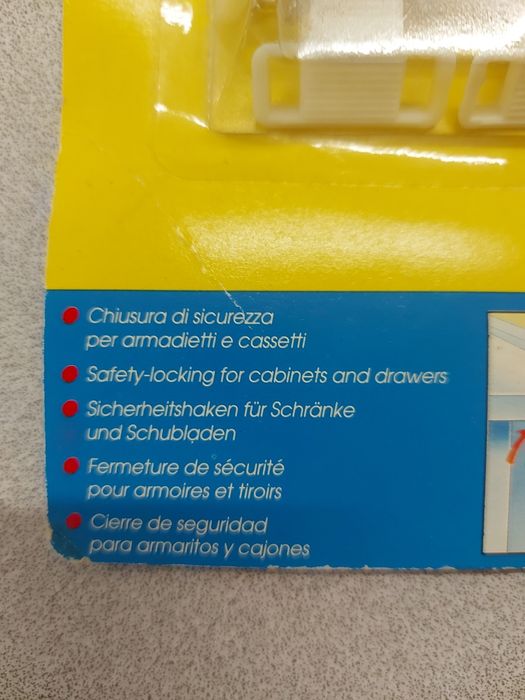 Chiusura di sicurezza
per armadietti e cassetti
Safety-locking for cabinets and drawers
Sicherheitshaken für Schränke
und Schubladen
Fermeture de sécurité
pour armoires et tiroirs
Cierre de seguridad
para armaritos y cajones